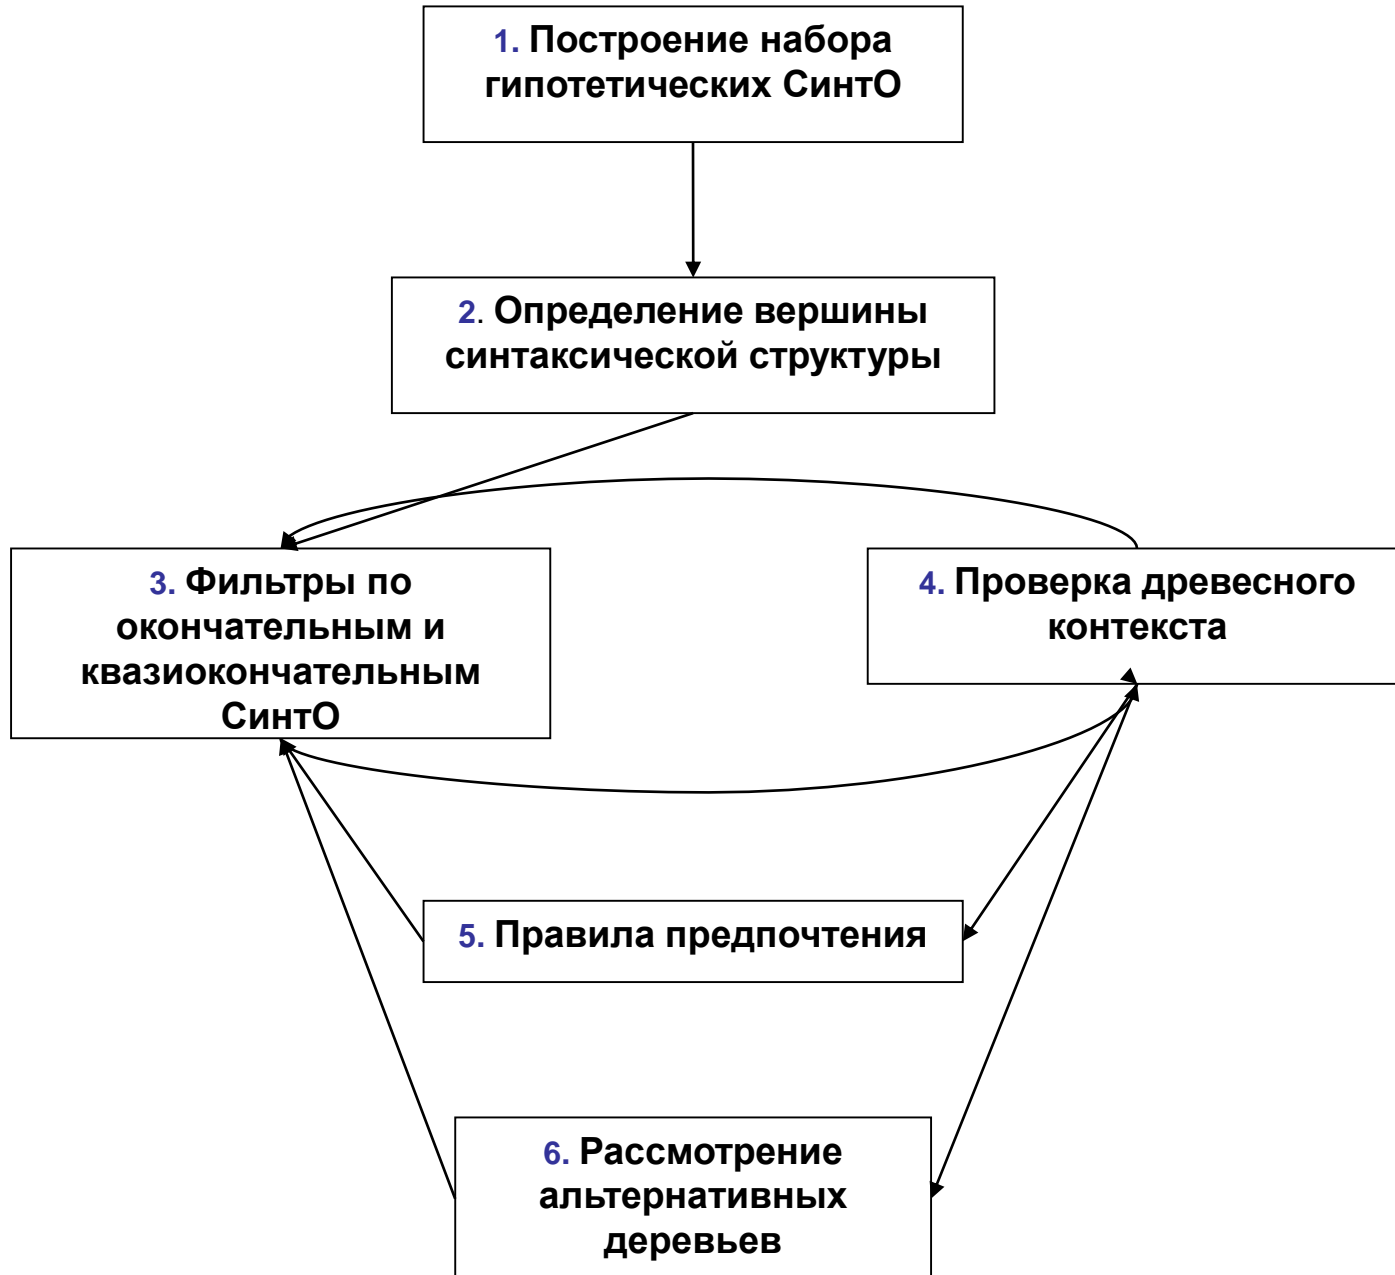 1. Построение набора
гипотетических СинтО
2. Определение вершины
синтаксической структуры
3. Фильтры по
окончательным и
квазиокончательным
СинтО
4. Проверка древесного
контекста
5. Правила предпочтения
6. Рассмотрение
альтернативных
деревьев